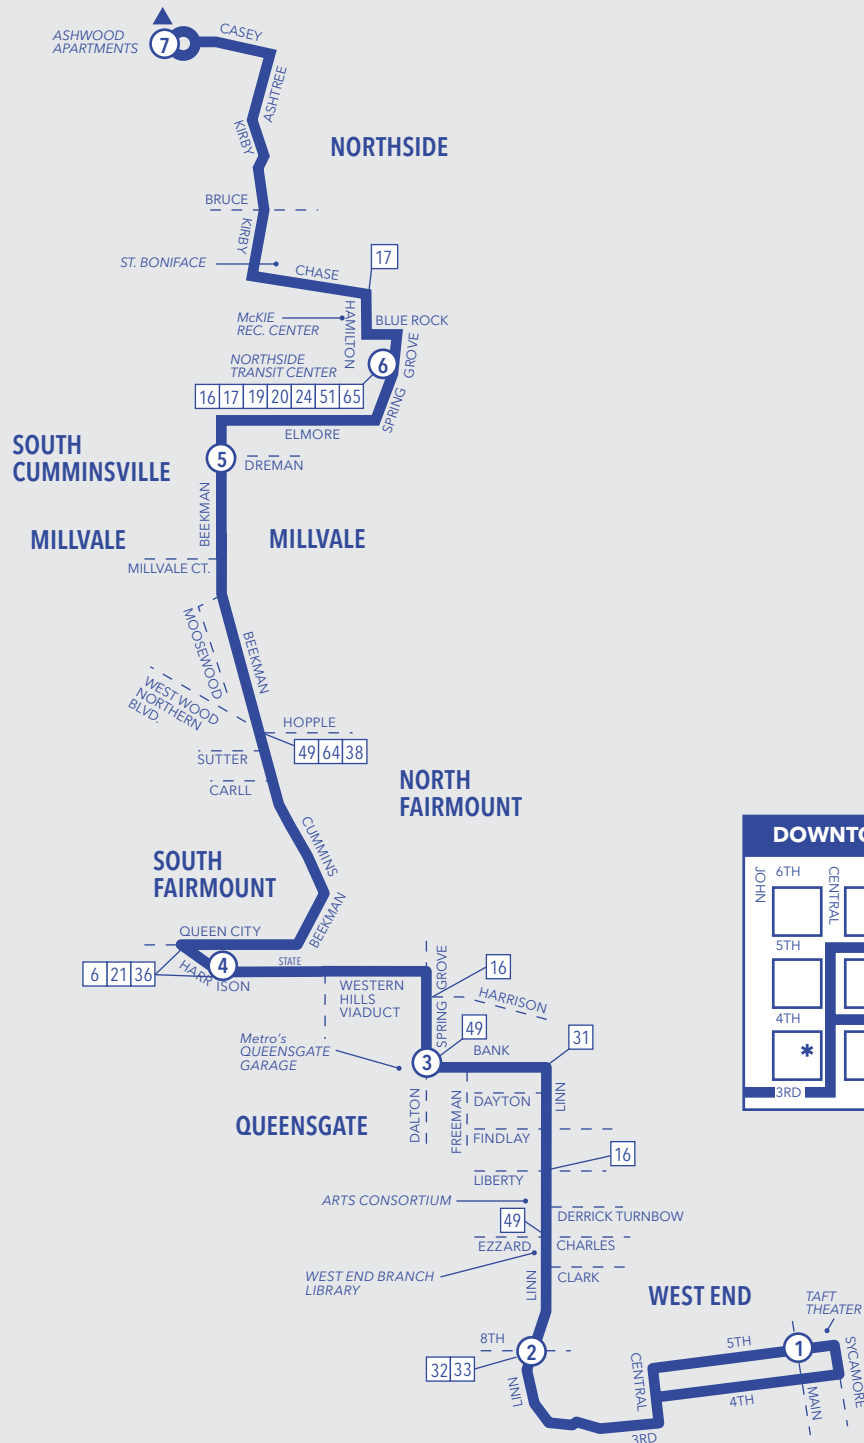 ASHWOOD
APARTMENTS
7
CASEY
ASHTREE
KIRBY
NORTHSIDE
BRUCE
KIRBY
ST. BONIFACE
CHASE
17
McKIE
REC. CENTER
HAMILTON
BLUE ROCK
NORTHSIDE
TRANSIT CENTER
6
SPRING GROVE
16 17 19 20 24 51 65
ELMORE
SOUTH
CUMMINSVILLE
5
DREMAN
BEEKMAN
MILLVALE
MILLVALE
MILLVALE CT.
MOOSEWOOD
BEEKMAN
WESTWOOD
NORTHERN
BLVD.
HOPPLE
49 64 38
SUTTER
CARLL
NORTH
FAIRMOUNT
CUMMINS
SOUTH
FAIRMOUNT
BEEKMAN
QUEEN CITY
4
6 21 36
HARRISON
STATE
WESTERN
HILLS
VIADUCT
SPRING GROVE
16
HARRISON
49
Metro's
QUEENSGATE
GARAGE
3
BANK
31
DALTON
FREEMAN
LINN
DAYTON
QUEENSGATE
FINDLAY
16
LIBERTY
ARTS CONSORTIUM
49
DERRICK TURNBOW
EZZARD
CHARLES
WEST END BRANCH
LIBRARY
LINN
CLARK
WEST END
8TH
2
32 33
LINN
CENTRAL
3RD
5TH
4TH
1
MAIN
TAFT
THEATER
SYCAMORE
DOWNTO
JOHN
6TH
CENTRAL
5TH
4TH
*
3RD